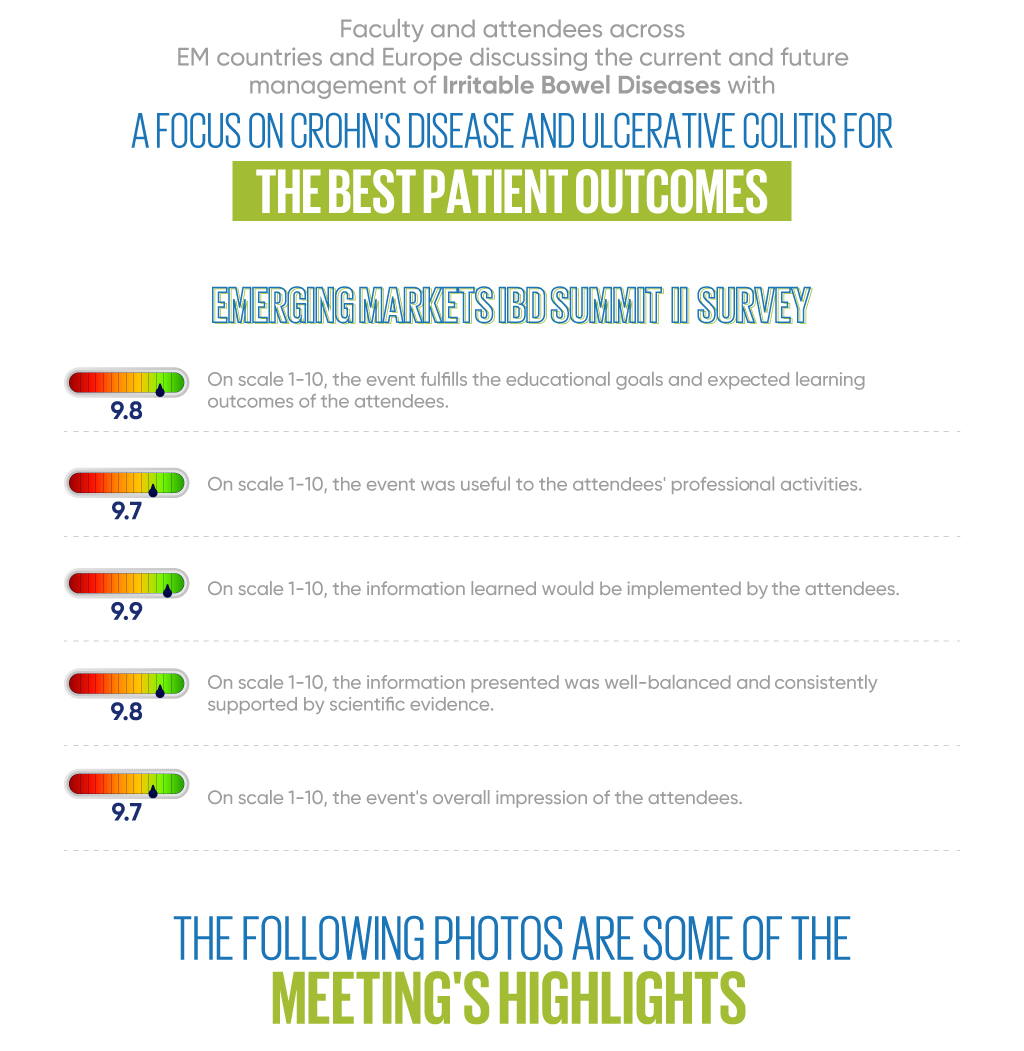 Faculty and attendees across
EM countries and Europe discussing the current and future
management of Irritable Bowel Diseases with
A FOCUS ON CROHN'S DISEASE AND ULCERATIVE COLITIS FOR
THE BEST PATIENT OUTCOMES
EMERGING MARKETS IBD SUMMIT II SURVEY
On scale 1-10, the event fulfills the educational goals and expected learning
outcomes of the attendees.
9.8
On scale 1-10, the event was useful to the attendees' professional activities.
9.7
On scale 1-10, the information learned would be implemented by the attendees.
9.9
On scale 1-10, the information presented was well-balanced and consistently
supported by scientific evidence.
9.8
On scale 1-10, the event's overall impression of the attendees.
9.7
THE FOLLOWING PHOTOS ARE SOME OF THE
MEETING'S HIGHLIGHTS